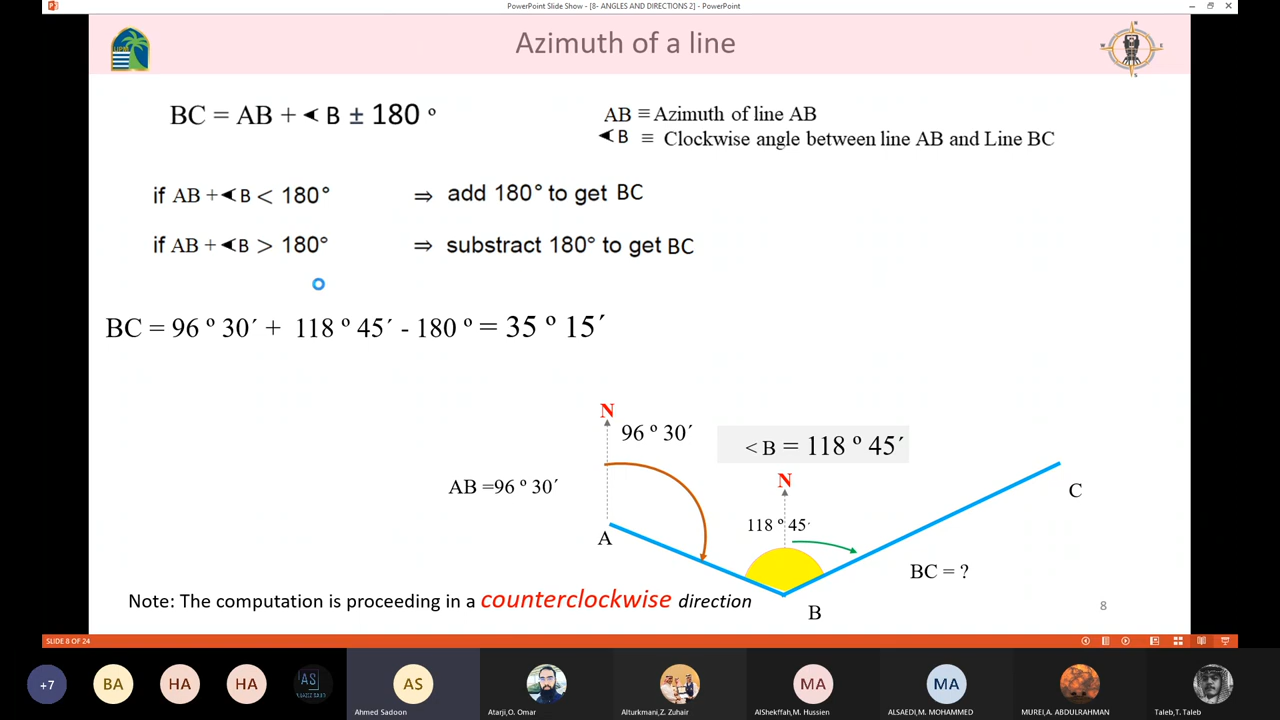 PowerPoint Slide Show - [8- ANGLES AND DIRECTIONS 2] - PowerPoint
Azimuth of a line
BC = AB + ∢ B ± 180 º
AB ≡ Azimuth of line AB
∢ B ≡ Clockwise angle between line AB and Line BC
if AB + ∢ B < 180° ⇒ add 180° to get BC
if AB + ∢ B > 180° ⇒ substract 180° to get BC
BC = 96 º 30´ + 118 º 45´ - 180 º = 35 º 15´
N
96 º 30´
< B = 118 º 45´
N
AB =96 º 30´
C
118 º 45´
A
BC = ?
Note: The computation is proceeding in a counterclockwise direction
B
8
SLIDE 8 OF 24
+7
BA
HA
HA
AS
AS
MA
MA
Ahmed Sadoon
Atarji,O. Omar
Alturkmani,Z. Zuhair
AlShekffah,M. Hussien
ALSAEDI,M. MOHAMMED
MUREI,A. ABDULRAHMAN
Taleb,T. Taleb